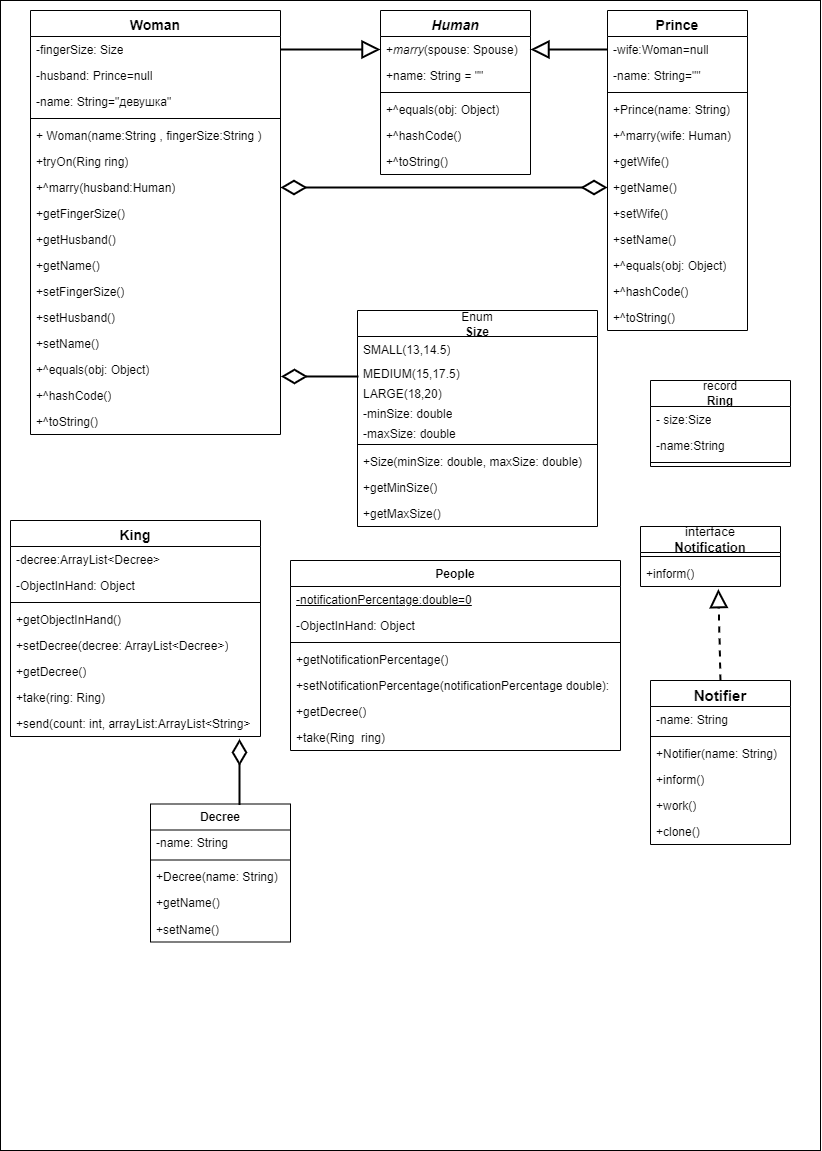 Woman
-fingerSize: Size
-husband: Prince=null
-name: String="девушка"
+ Woman(name:String , fingerSize:String )
+tryOn(Ring ring)
+^marry(husband:Human)
+getFingerSize()
+getHusband()
+getName()
+setFingerSize()
+setHusband()
+setName()
+^equals(obj: Object)
+^hashCode()
+^toString()
Human
+marry(spouse: Spouse)
+name: String = ""
+^equals(obj: Object)
+^hashCode()
+^toString()
Prince
-wife:Woman=null
-name: String=""
+Prince(name: String)
+^marry(wife: Human)
+getWife()
+getName()
+setWife()
+setName()
+^equals(obj: Object)
+^hashCode()
+^toString()
Enum
Size
SMALL(13,14.5)
MEDIUM(15,17.5)
LARGE(18,20)
-minSize: double
-maxSize: double
+Size(minSize: double, maxSize: double)
+getMinSize()
+getMaxSize()
record
Ring
- size:Size
-name:String
King
-decree:ArrayList<Decree>
-ObjectInHand: Object
+getObjectInHand()
+setDecree(decree: ArrayList<Decree>)
+getDecree()
+take(ring: Ring)
+send(count: int, arrayList:ArrayList<String>
People
-notificationPercentage:double=0
-ObjectInHand: Object
+getNotificationPercentage()
+setNotificationPercentage(notificationPercentage double):
+getDecree()
+take(Ring ring)
interface
Notification
+inform()
Notifier
-name: String
+Notifier(name: String)
+inform()
+work()
+clone()
Decree
-name: String
+Decree(name: String)
+getName()
+setName()